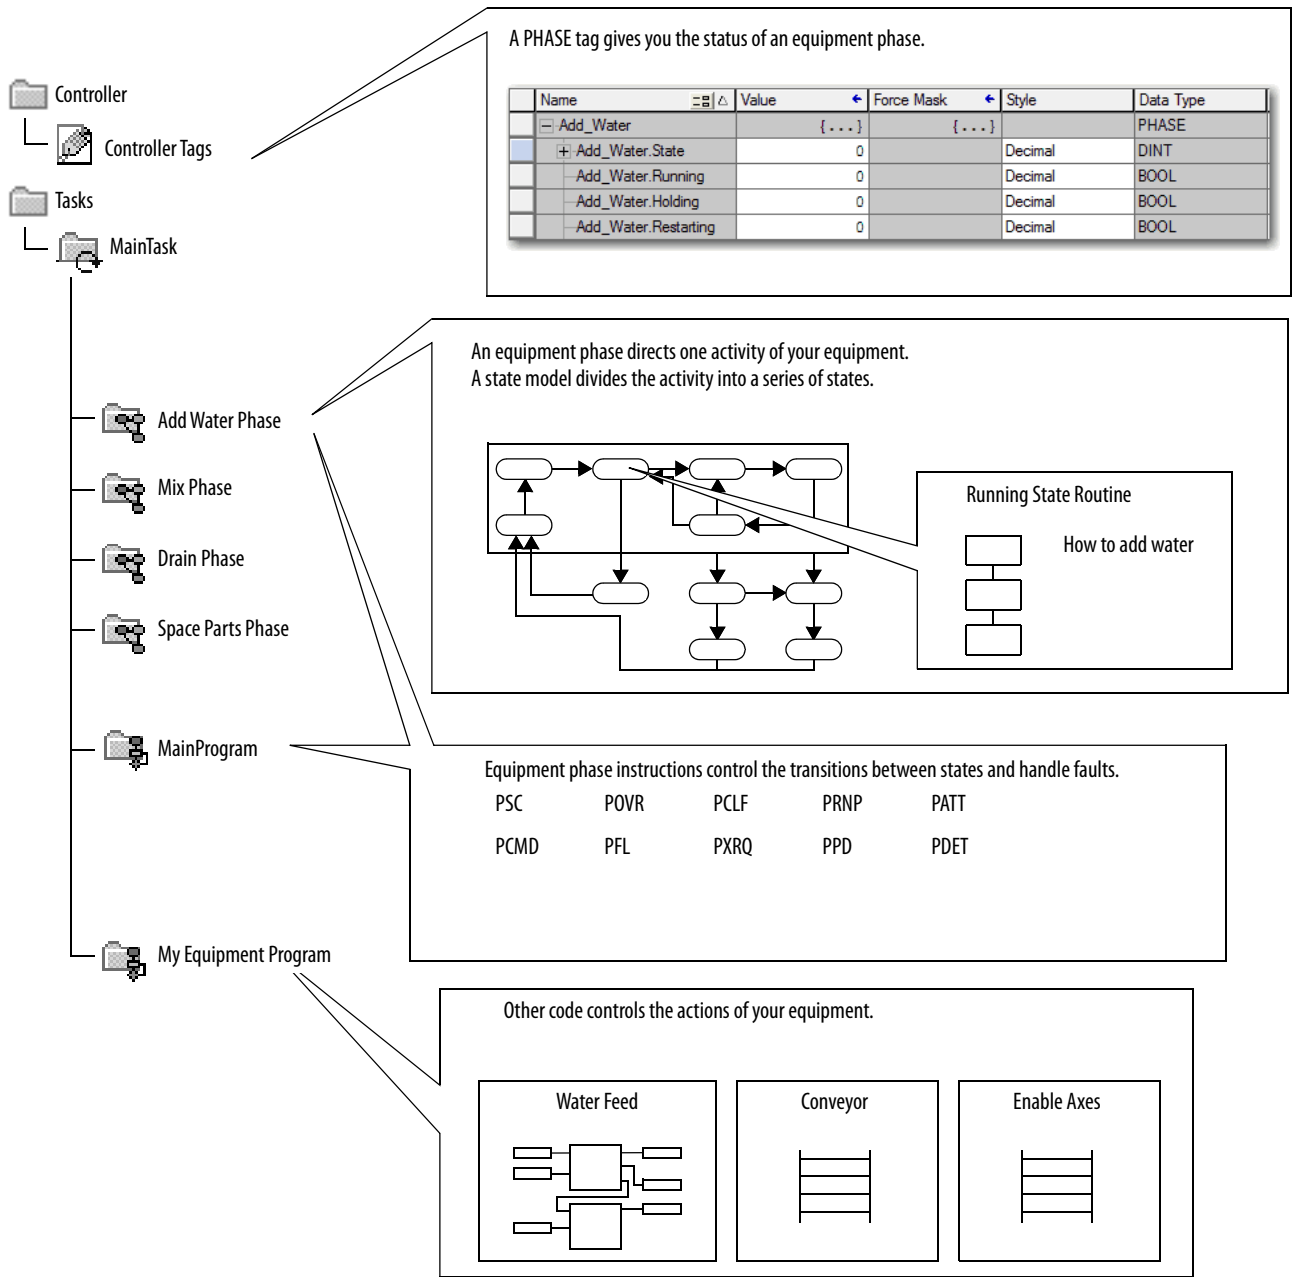 A PHASE tag gives you the status of an equipment phase.
Controller
Controller Tags
Tasks
MainTask
Name Value Force Mask Style Data Type
Add_Water {...} {...} PHASE
Add_Water.State 0 Decimal DINT
Add_Water.Running 0 Decimal BOOL
Add_Water.Holding 0 Decimal BOOL
Add_Water.Restarting 0 Decimal BOOL
An equipment phase directs one activity of your equipment.
A state model divides the activity into a series of states.
Add Water Phase
Mix Phase
Drain Phase
Space Parts Phase
Running State Routine
How to add water
MainProgram
Equipment phase instructions control the transitions between states and handle faults.
PSC POVR PCLF PRNP PATT
PCMD PFL PXRQ PPD PDET
My Equipment Program
Other code controls the actions of your equipment.
Water Feed
Conveyor
Enable Axes